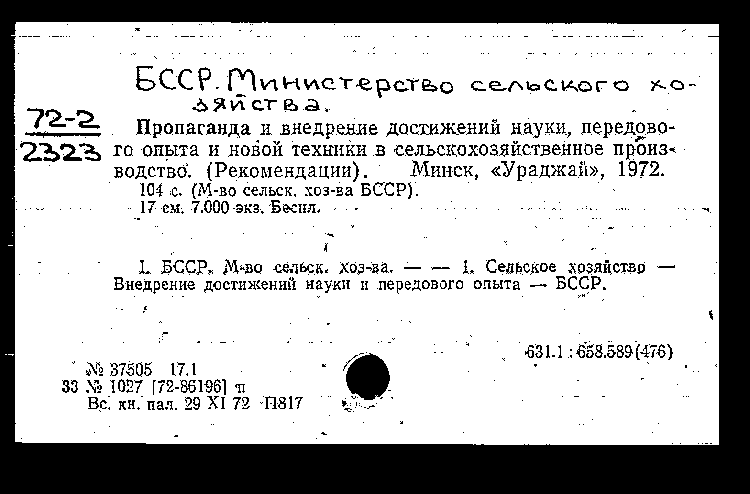 БССР. Министерство сельского хо-
зяйства.
72-2
2323
Пропаганда и внедрение достижений науки, передово-
го опыта и новой техники в сельскохозяйственное произ-
водство. (Рекомендации). Минск, «Ураджай», 1972.
104 с. (М-во сельск. хоз-ва БССР).
17 см. 7.000 экз. Беспл.
1. БССР. М-во сельск. хоз-ва. — — 1. Сельское хозяйство —
Внедрение достижений науки и передового опыта — БССР.
631.1 : 658.589(476)
№ 37505 17.1
33 № 1027 [72-86196] п
Вс. кн. пал. 29 XI 72 П817